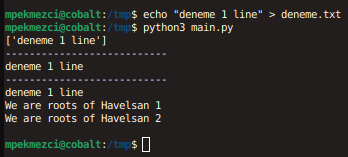 mpekmezci@cobalt:/tmp$ echo "deneme 1 line" > deneme.txt
mpekmezci@cobalt:/tmp$ python3 main.py
['deneme 1 line']
--------------------------
deneme 1 line
--------------------------
deneme 1 line
We are roots of Havelsan 1
We are roots of Havelsan 2

mpekmezci@cobalt:/tmp$